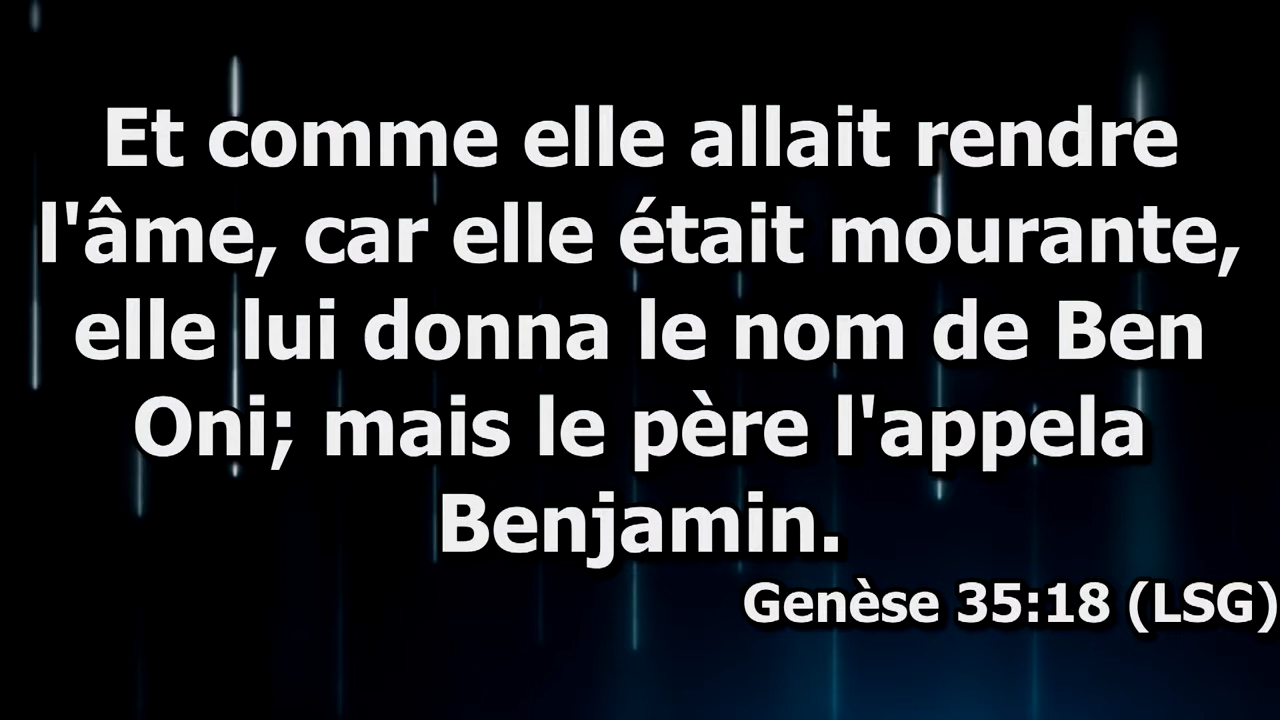 Et comme elle allait rendre
l'âme, car elle était mourante,
elle lui donna le nom de Ben
Oni; mais le père l'appela
Benjamin.
Genèse 35:18 (LSG)